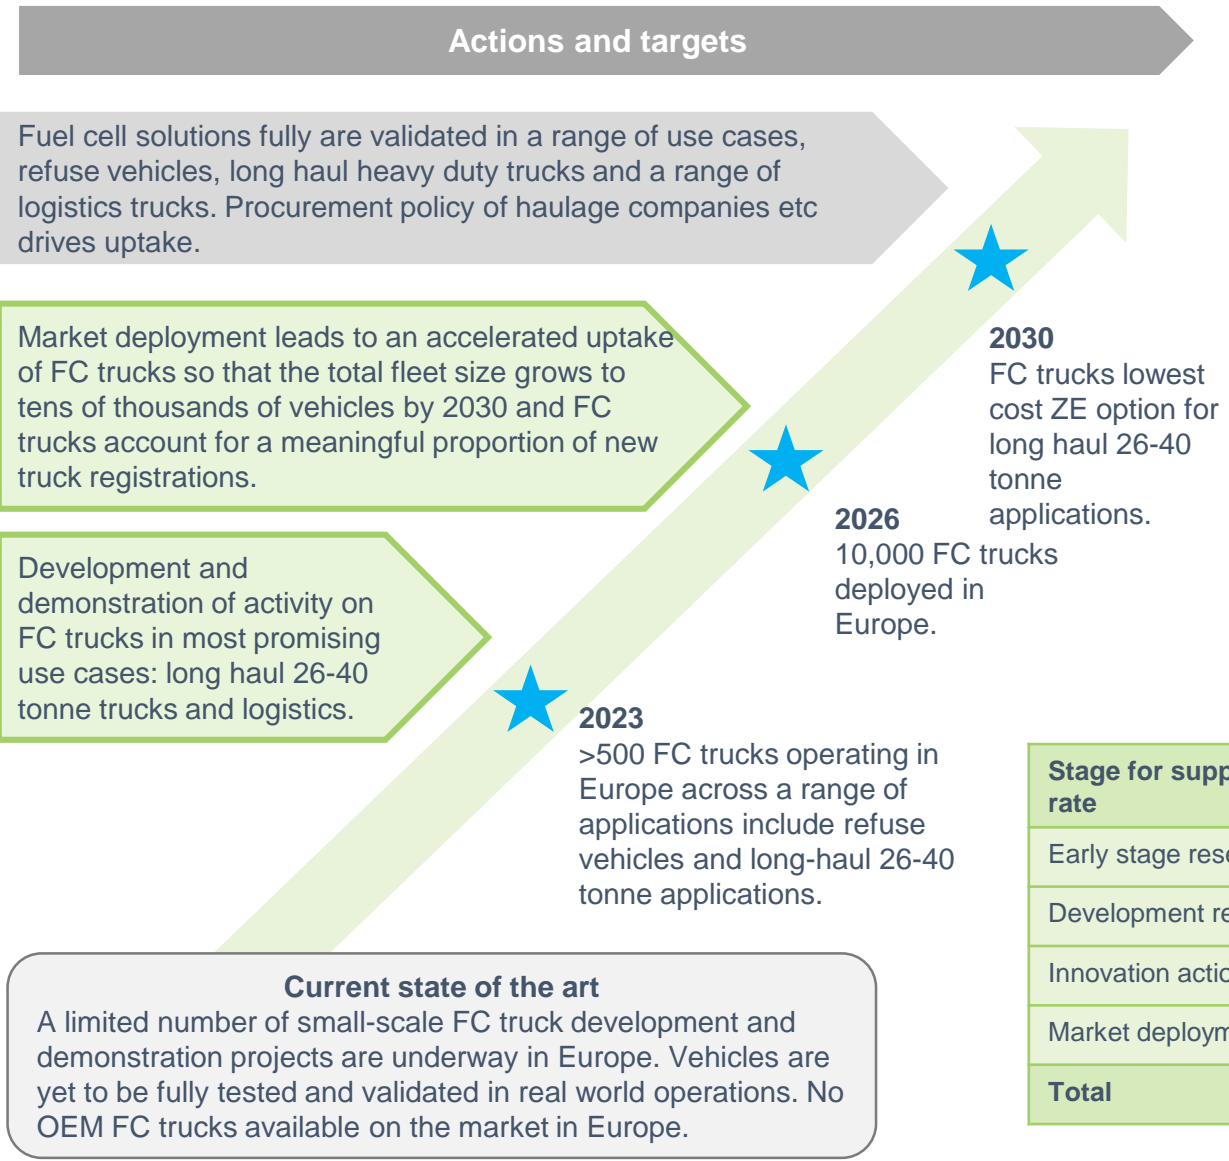 Actions and targets
Fuel cell solutions fully are validated in a range of use cases,
refuse vehicles, long haul heavy duty trucks and a range of
logistics trucks. Procurement policy of haulage companies etc
drives uptake.
Market deployment leads to an accelerated uptake
of FC trucks so that the total fleet size grows to
tens of thousands of vehicles by 2030 and FC
trucks account for a meaningful proportion of new
truck registrations.
Development and
demonstration of activity on
FC trucks in most promising
use cases: long haul 26-40
tonne trucks and logistics.
2030
FC trucks lowest
cost ZE option for
long haul 26-40
tonne
applications.
2026
10,000 FC trucks
deployed in
Europe.
2023
>500 FC trucks operating in
Europe across a range of
applications include refuse
vehicles and long-haul 26-40
tonne applications.
Current state of the art
A limited number of small-scale FC truck development and
demonstration projects are underway in Europe. Vehicles are
yet to be fully tested and validated in real world operations. No
OEM FC trucks available on the market in Europe.
Stage for
rate
Early stage
Development
Innovation
Market
Total